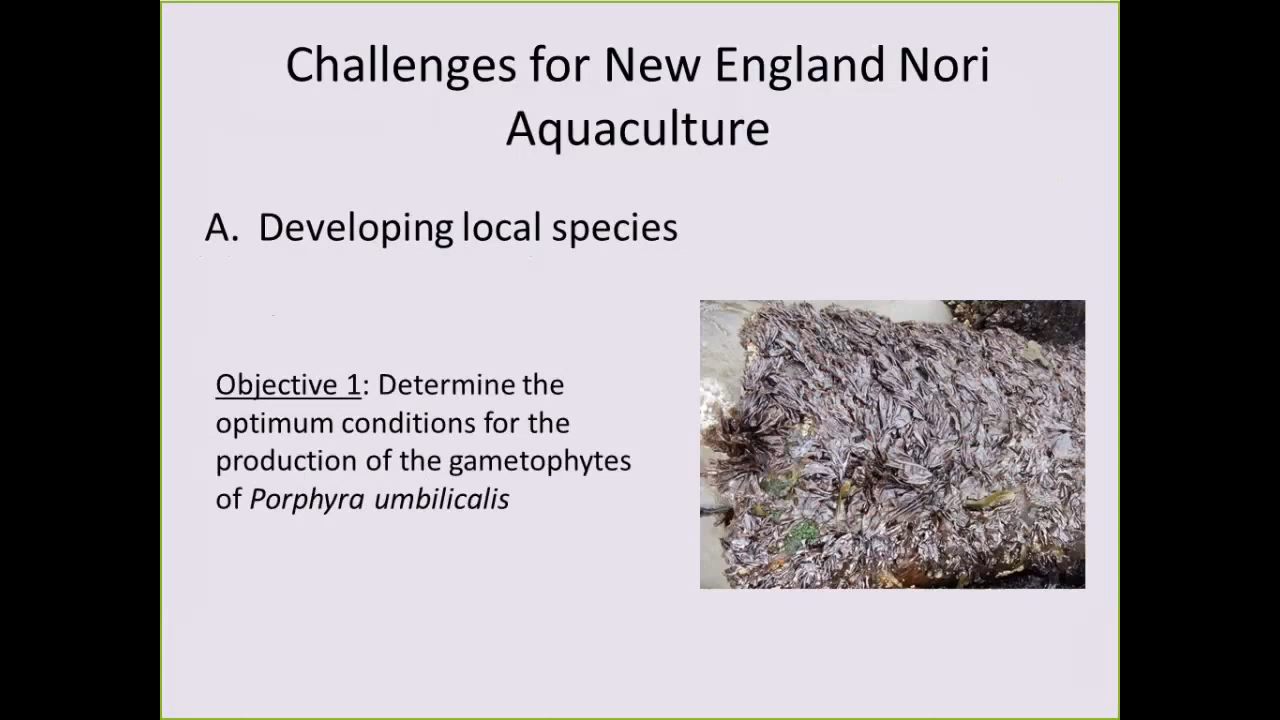 Challenges for New England Nori
Aquaculture
A. Developing local species
Objective 1: Determine the
optimum conditions for the
production of the gametophytes
of Porphyra umbilicalis